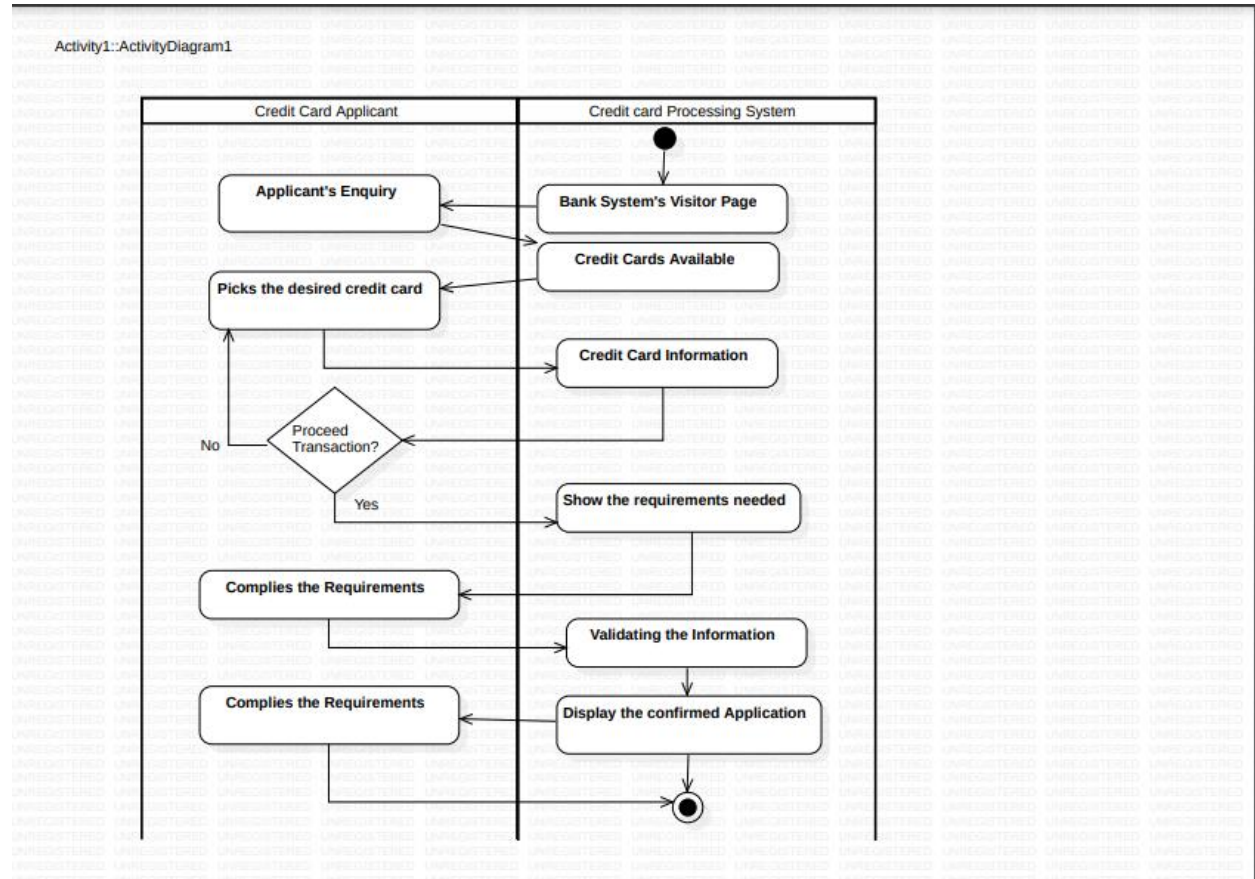 Activity1::ActivityDiagram1
Credit Card Applicant
Credit card Processing System
Applicant's Enquiry
Bank System's Visitor Page
Credit Cards Available
Picks the desired credit card
Credit Card Information
Proceed
Transaction?
No
Yes
Show the requirements needed
Complies the Requirements
Validating the Information
Complies the Requirements
Display the confirmed Application
UNREGISTERED